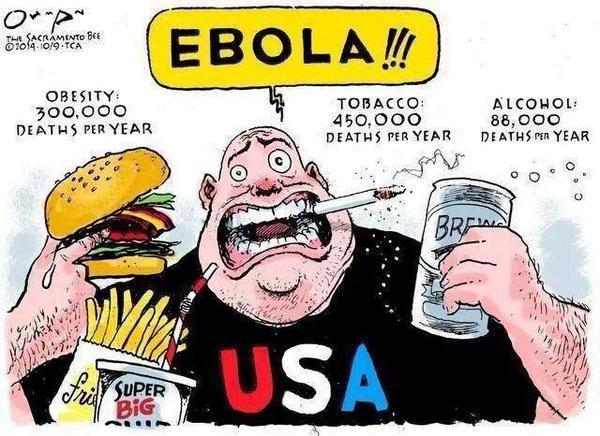 THE SACRAMENTO BEE
©2014·10/9·TCA
EBOLA!!!
OBESITY:
300,000
DEATHS PER YEAR
TOBACCO:
450,000
DEATHS PER YEAR
ALCOHOL:
88,000
DEATHS PER YEAR
BREW
fri
SUPER
BIG
USA